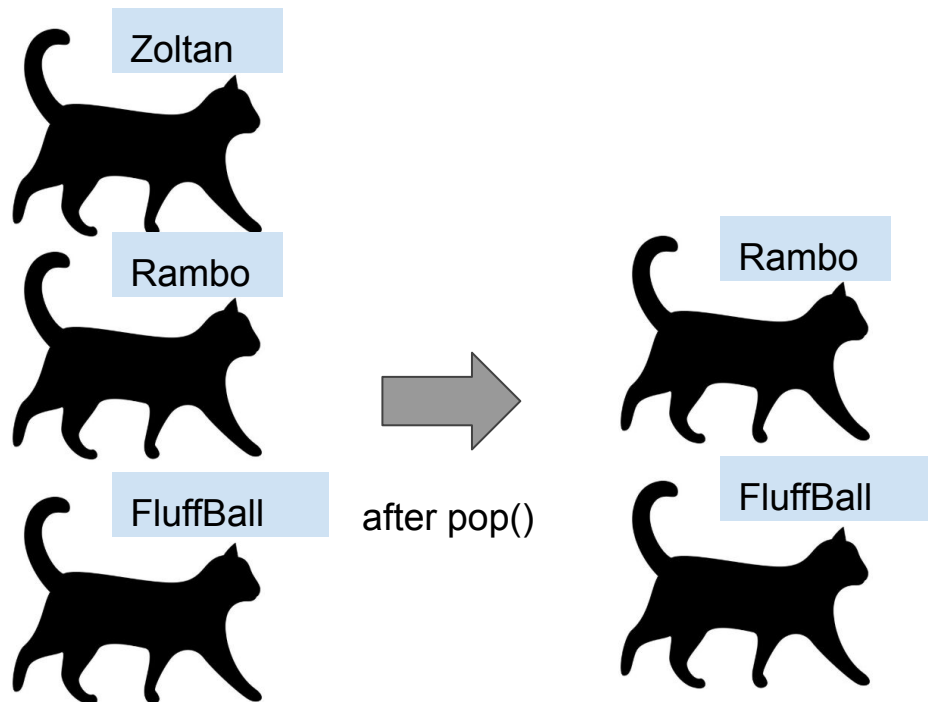 Zoltan
Rambo
FluffBall
after pop()
Rambo
FluffBall